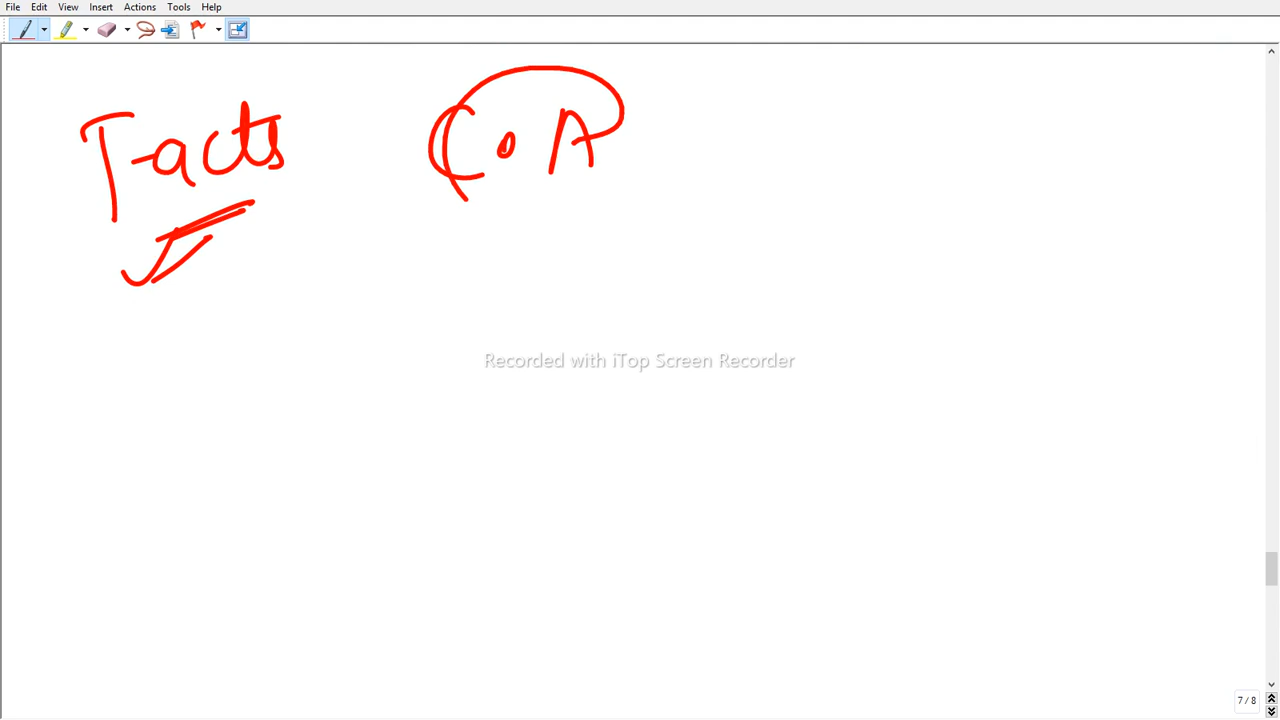 File Edit View Insert Actions Tools Help
Facts CoA
Recorded with iTop Screen Recorder
7 / 8